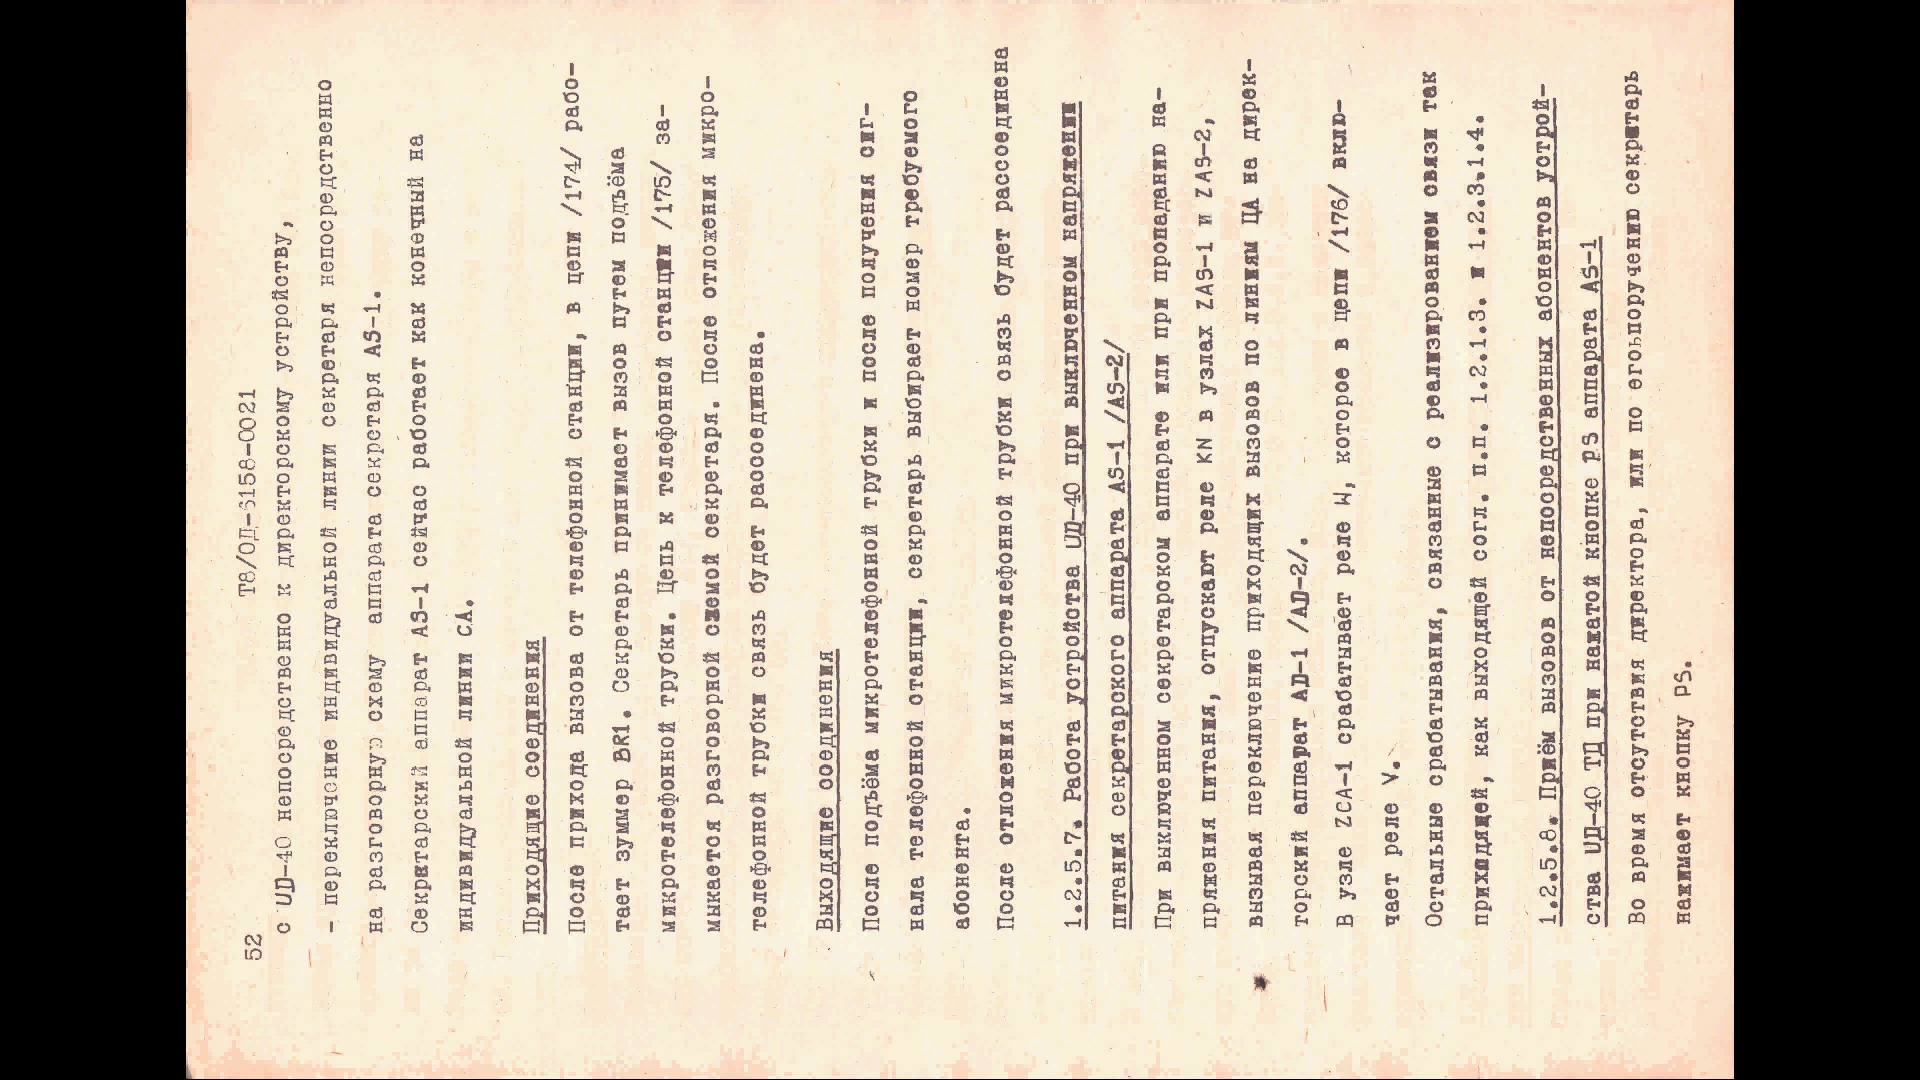 52
Т8/ОД-6158-0021
с UD-40 непосредственно к директорскому устройству,
- переключение индивидуальной линии секретаря непосредственно
на разговорную схему аппарата секретаря AS-1.
Секритарский аппарат AS-1 сейчас работает как конечный на
индивидуальной линии CA.
Приходящие соединения
После прихода вызова от телефонной станции, в цепи /174/ рабо-
тает зуммер BR1. Секретарь принимает вызов путем подъёма
микротелефонной трубки. Цепь к телефонной станции /175/ за-
мыкается разговорной схемой секретаря. После отложения микро-
телефонной трубки связь будет рассоединена.
Выходящие соединения
После подъёма микротелефонной трубки и после получения сиг-
нала телефонной станции, секретарь выбирает номер требуемого
абонента.
После отложения микротелефонной трубки связь будет рассоединена
1.2.5.7. Работа устройства UD-40 при выключенном напряжении
питания секретарского аппарата AS-1 /AS-2/
При выключенном секретарском аппарате или при пропаданию на-
пряжения питания, отпускают реле KN в узлах ZAS-1 и ZAS-2,
вызывая переключение приходящих вызовов по линиям ЦА на дирек-
торский аппарат AD-1 /AD-2/.
В узле ZCA-1 срабатывает реле W, которое в цепи /176/ вклю-
чает реле V.
Остальные срабатывания, связанные с реализированием связи так
приходящей, как выходящей согл. п.п. 1.2.1.3. и 1.2.3.1.4.
1.2.5.8. Приём вызовов от непосредственных абонентов устрой-
ства UD-40 ТД при нажатой кнопке pS аппарата AS-1
Во время отсутствия директора, или по его поручению секретарь
нажимает кнопку PS.